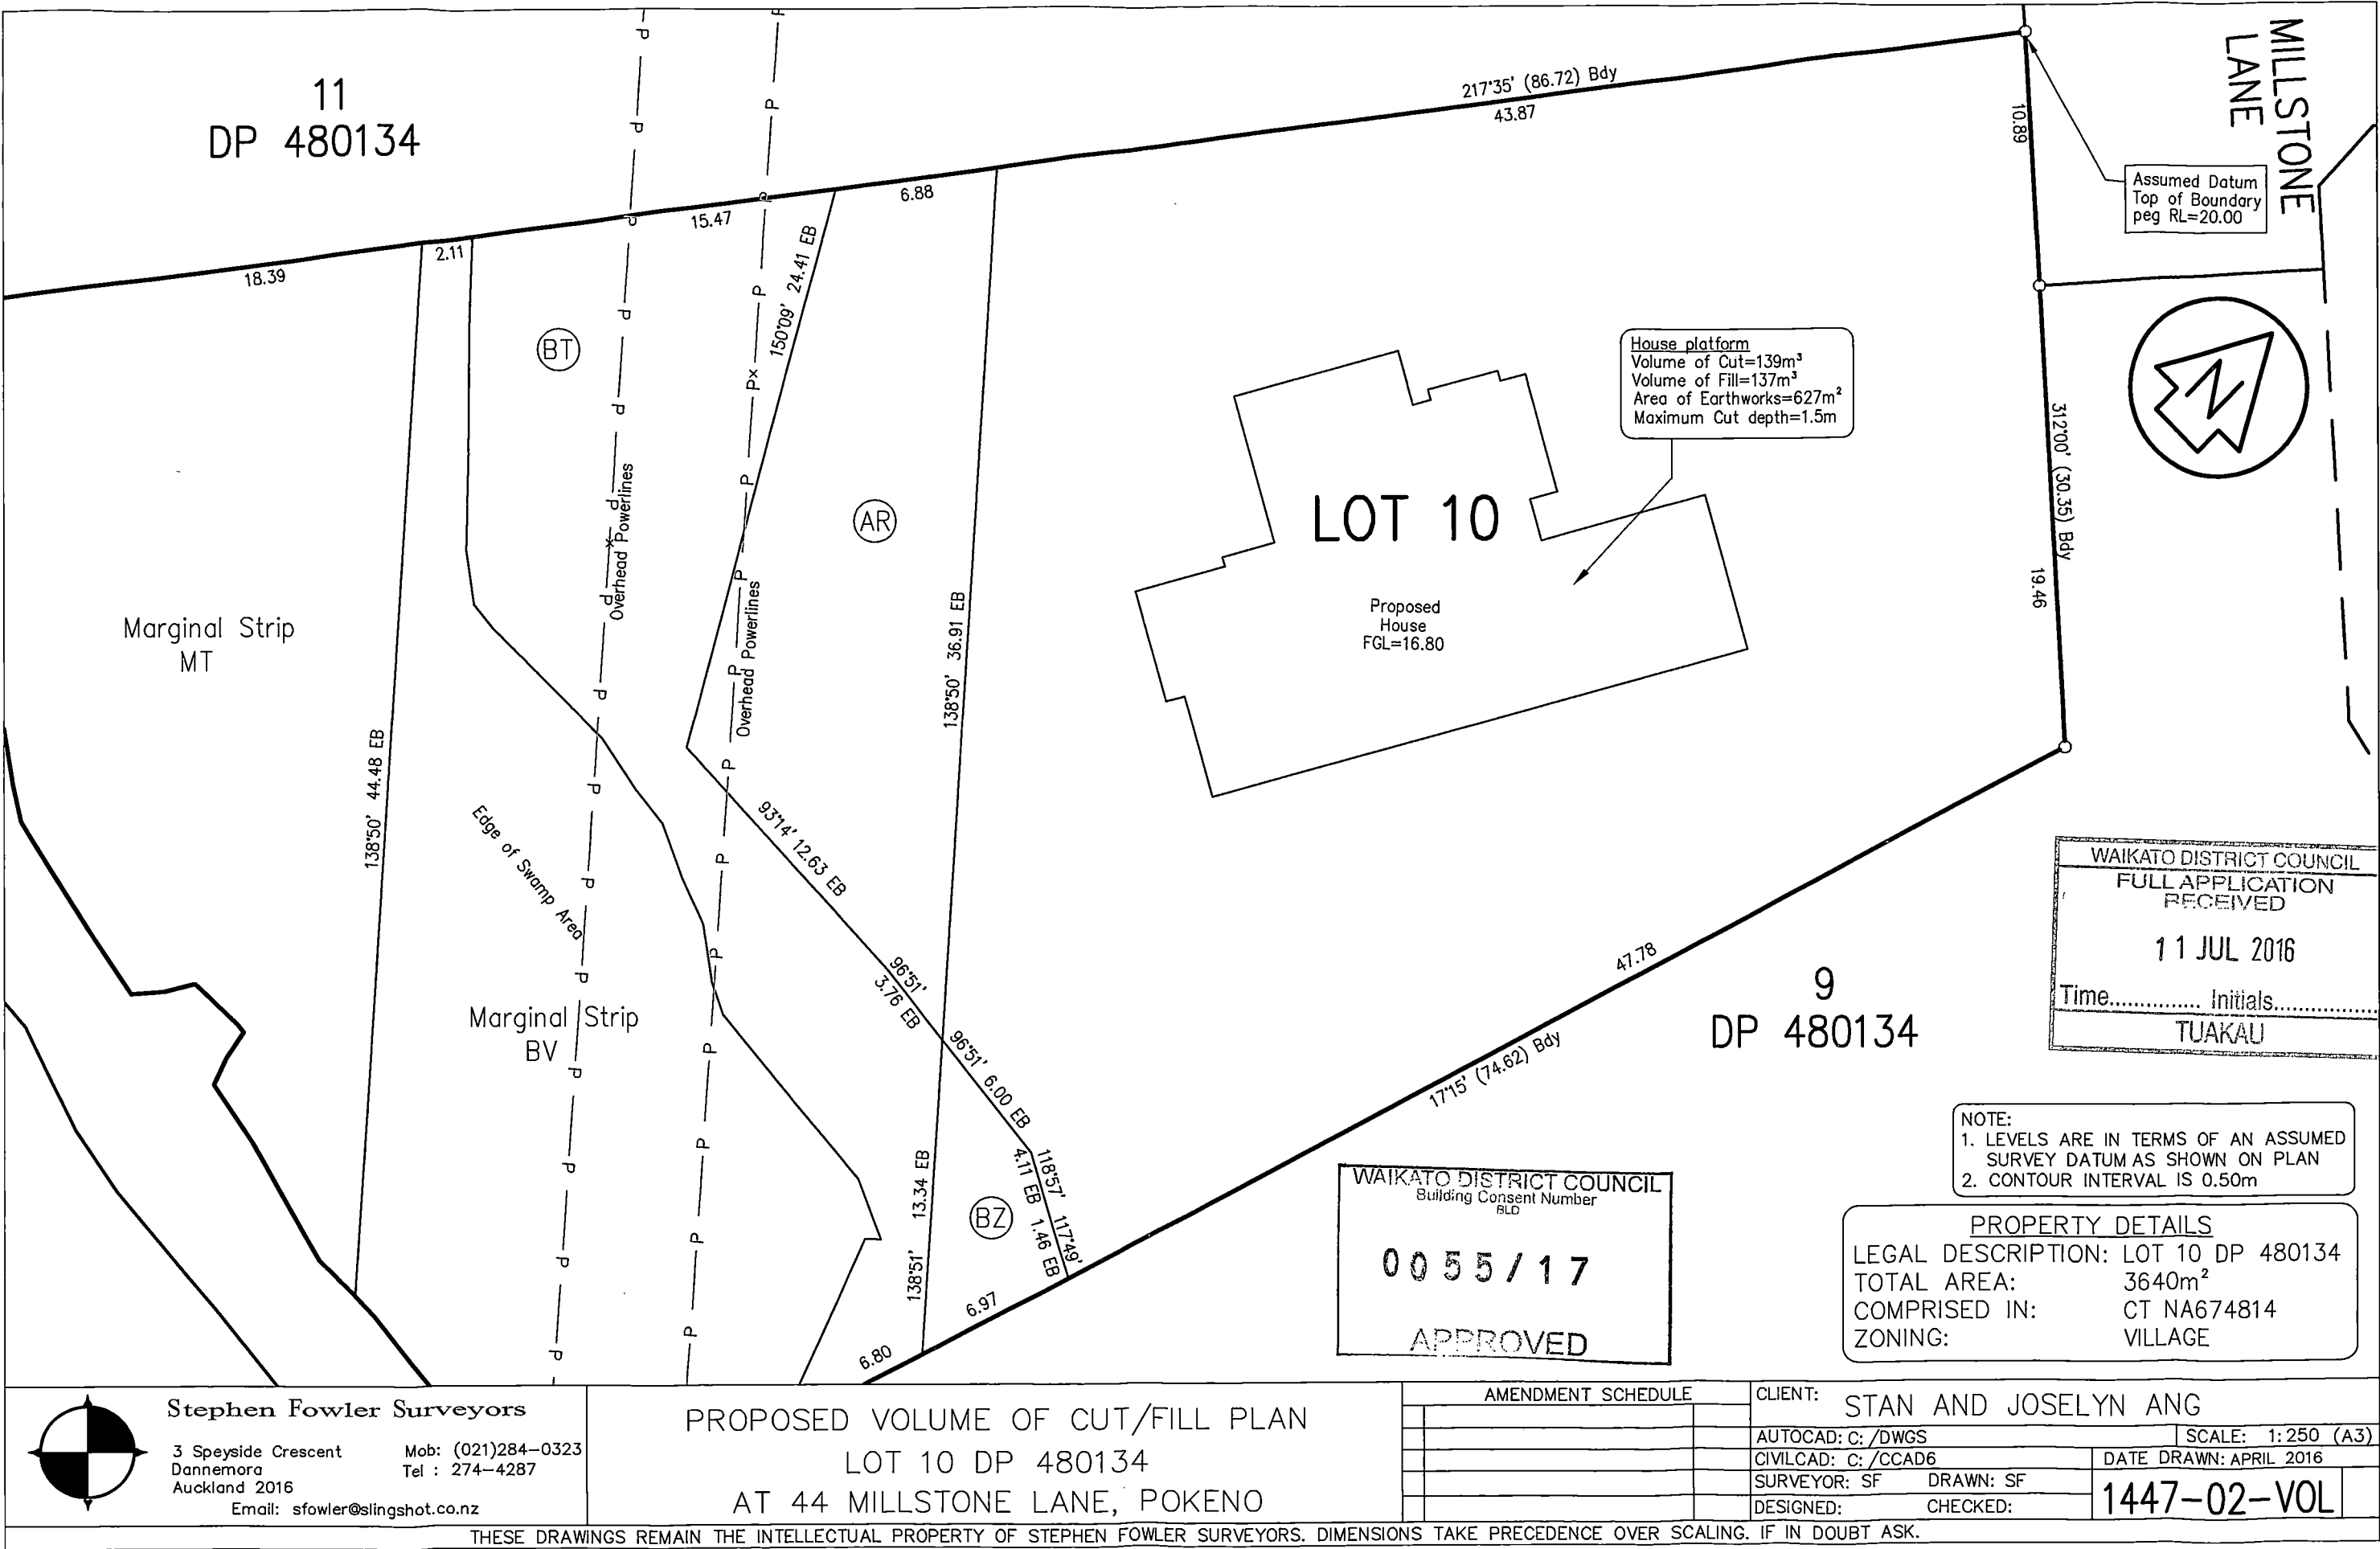 11
DP 480134
217°35' (86.72) Bdy
43.87
6.88
15.47
2.11
18.39
10.89
MILLSTONE
LANE
Assumed Datum
Top of Boundary
peg RL=20.00
150°09' 24.41 EB
BT
AR
House platform
Volume of Cut=139m³
Volume of Fill=137m³
Area of Earthworks=627m²
Maximum Cut depth=1.5m
N
312°00' (30.35) Bdy
19.46
LOT 10
Proposed
House
FGL=16.80
Overhead Powerlines
Overhead Powerlines
138°50' 36.91 EB
Marginal Strip
MT
138°50' 44.48 EB
Edge of Swamp Area
93°14' 12.63 EB
96°51'
3.76 EB
96°51' 6.00 EB
Marginal Strip
BV
118°57'
4.11 EB
117°49'
1.46 EB
BZ
138°51' 13.34 EB
6.97
6.80
47.78
17°15' (74.62) Bdy
9
DP 480134
WAIKATO DISTRICT COUNCIL
FULL APPLICATION
RECEIVED
11 JUL 2016
Time.............. Initials..................
TUAKAU
NOTE:
1. LEVELS ARE IN TERMS OF AN ASSUMED
SURVEY DATUM AS SHOWN ON PLAN
2. CONTOUR INTERVAL IS 0.50m
WAIKATO DISTRICT COUNCIL
Building Consent Number
BLD
0055/17
APPROVED
PROPERTY DETAILS
LEGAL DESCRIPTION: LOT 10 DP 480134
TOTAL AREA: 3640m²
COMPRISED IN: CT NA674814
ZONING: VILLAGE
Stephen Fowler Surveyors
3 Speyside Crescent Mob: (021)284-0323
Dannemora Tel : 274-4287
Auckland 2016
Email: sfowler@slingshot.co.nz
PROPOSED VOLUME OF CUT/FILL PLAN
LOT 10 DP 480134
AT 44 MILLSTONE LANE, POKENO
AMENDMENT SCHEDULE
CLIENT: STAN AND JOSELYN ANG
AUTOCAD: C:/DWGS SCALE: 1:250 (A3)
CIVILCAD: C:/CCAD6 DATE DRAWN: APRIL 2016
SURVEYOR: SF DRAWN: SF
DESIGNED: CHECKED:
1447-02-VOL
THESE DRAWINGS REMAIN THE INTELLECTUAL PROPERTY OF STEPHEN FOWLER SURVEYORS. DIMENSIONS TAKE PRECEDENCE OVER SCALING. IF IN DOUBT ASK.